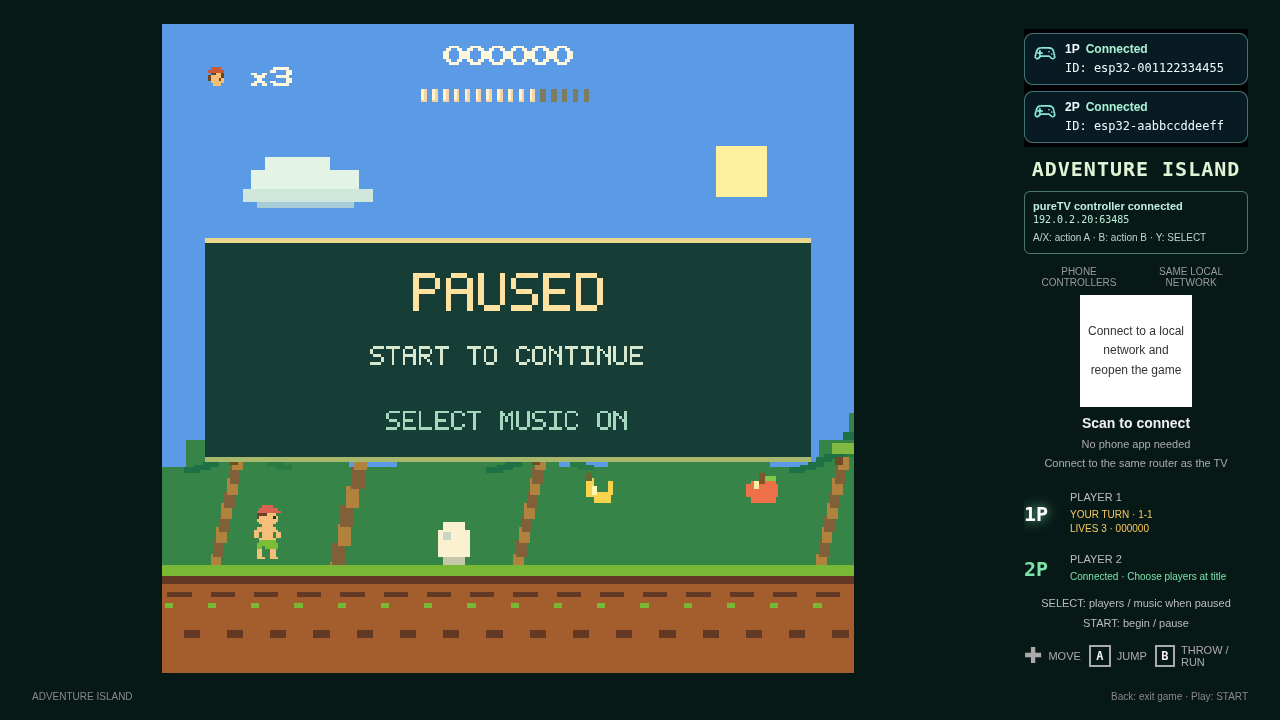 000000
x3
PAUSED
START TO CONTINUE
SELECT MUSIC ON
1P Connected
ID: esp32-001122334455
2P Connected
ID: esp32-aabbccddeeff
ADVENTURE ISLAND
pureTV controller connected
192.0.2.20:63485
A/X: action A · B: action B · Y: SELECT
PHONE CONTROLLERS
SAME LOCAL NETWORK
Connect to a local
network and
reopen the game
Scan to connect
No phone app needed
Connect to the same router as the TV
1P
PLAYER 1
YOUR TURN · 1-1
LIVES 3 · 000000
2P
PLAYER 2
Connected · Choose players at title
SELECT: players / music when paused
START: begin / pause
MOVE A JUMP B THROW / RUN
ADVENTURE ISLAND
Back: exit game · Play: START